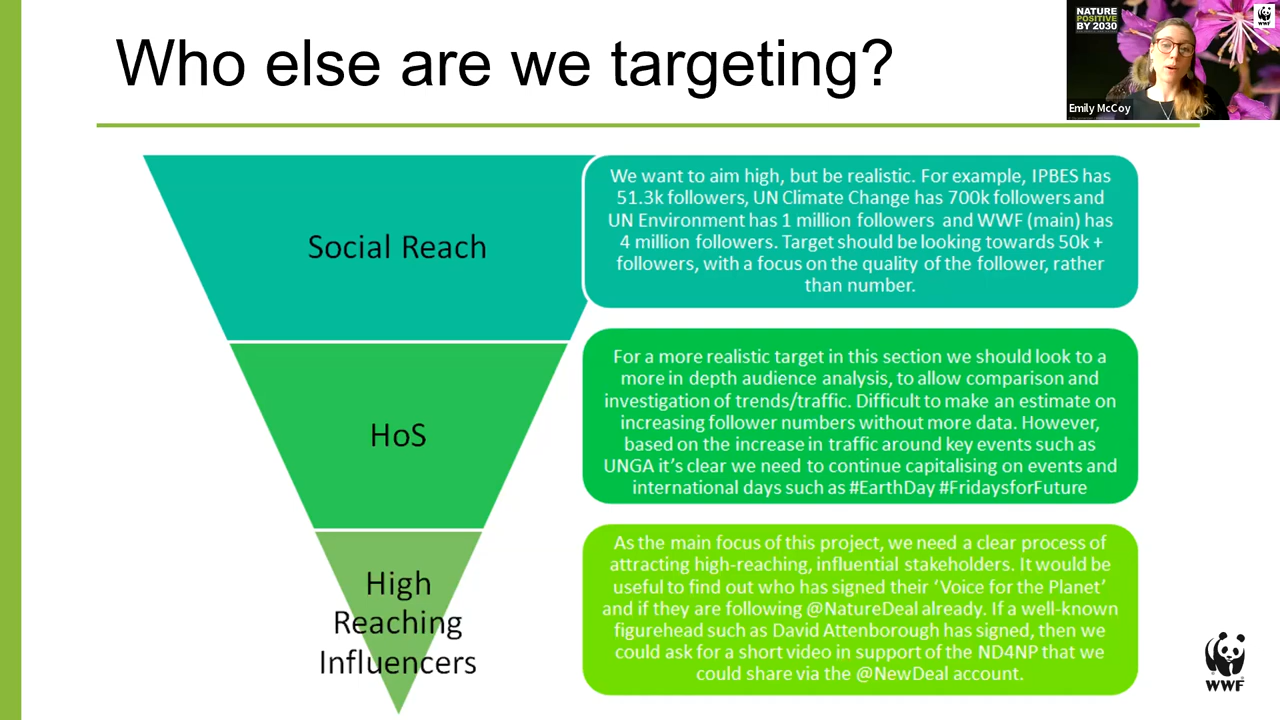 Who else are we targeting?
NATURE
POSITIVE
BY 2030
WWF
Emily McCoy
Social Reach
We want to aim high, but be realistic. For example, IPBES has
51.3k followers, UN Climate Change has 700k followers and
UN Environment has 1 million followers and WWF (main) has
4 million followers. Target should be looking towards 50k +
followers, with a focus on the quality of the follower, rather
than number.
HoS
For a more realistic target in this section we should look to a
more in depth audience analysis, to allow comparison and
investigation of trends/traffic. Difficult to make an estimate on
increasing follower numbers without more data. However,
based on the increase in traffic around key events such as
UNGA it's clear we need to continue capitalising on events and
international days such as #EarthDay #FridaysforFuture
High
Reaching
Influencers
As the main focus of this project, we need a clear process of
attracting high-reaching, influential stakeholders. It would be
useful to find out who has signed their ‘Voice for the Planet’
and if they are following @NatureDeal already. If a well-known
figurehead such as David Attenborough has signed, then we
could ask for a short video in support of the ND4NP that we
could share via the @NewDeal account.
WWF